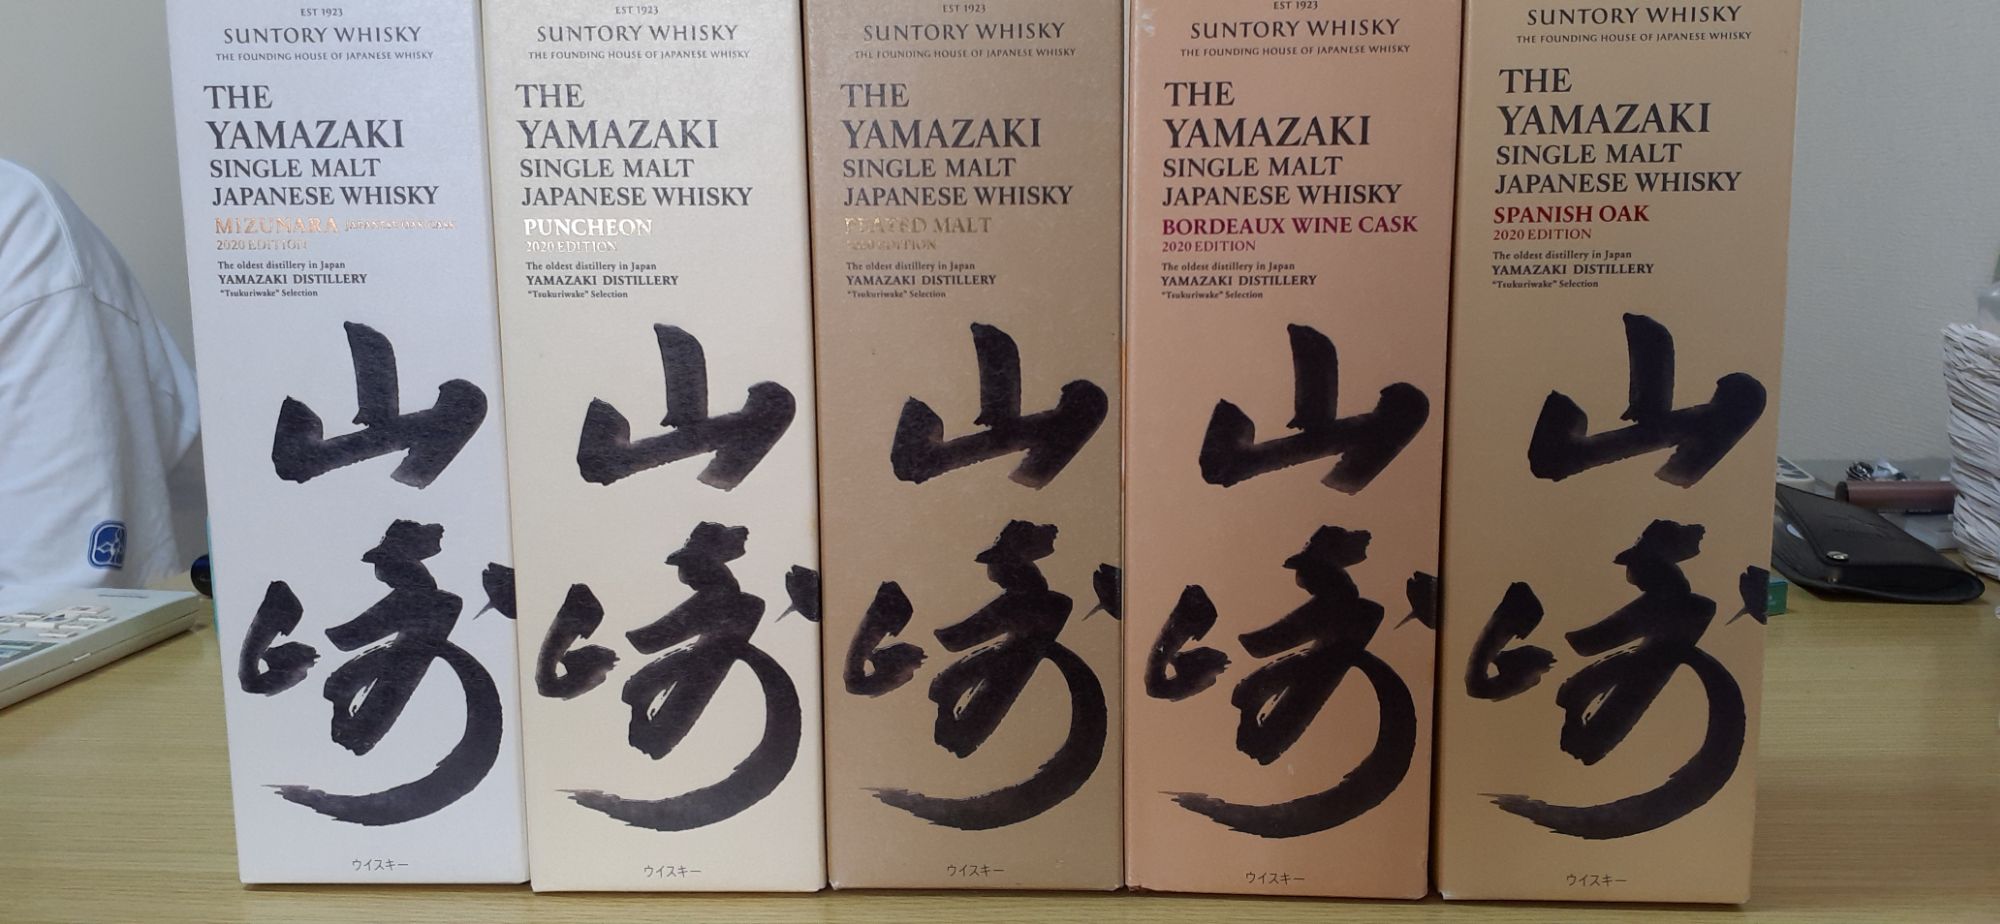 EST 1923
SUNTORY WHISKY
THE FOUNDING HOUSE OF JAPANESE WHISKY
THE
YAMAZAKI
SINGLE MALT
JAPANESE WHISKY
MIZUNARA JAPANESE OAK CASK
2020 EDITION
The oldest distillery in Japan
YAMAZAKI DISTILLERY
"Tsukuriwake" Selection
山崎
ウイスキー
EST 1923
SUNTORY WHISKY
THE FOUNDING HOUSE OF JAPANESE WHISKY
THE
YAMAZAKI
SINGLE MALT
JAPANESE WHISKY
PUNCHEON
2020 EDITION
The oldest distillery in Japan
YAMAZAKI DISTILLERY
"Tsukuriwake" Selection
山崎
ウイスキー
EST 1923
SUNTORY WHISKY
THE FOUNDING HOUSE OF JAPANESE WHISKY
THE
YAMAZAKI
SINGLE MALT
JAPANESE WHISKY
PEATED MALT
2020 EDITION
The oldest distillery in Japan
YAMAZAKI DISTILLERY
"Tsukuriwake" Selection
山崎
ウイスキー
EST 1923
SUNTORY WHISKY
THE FOUNDING HOUSE OF JAPANESE WHISKY
THE
YAMAZAKI
SINGLE MALT
JAPANESE WHISKY
BORDEAUX WINE CASK
2020 EDITION
The oldest distillery in Japan
YAMAZAKI DISTILLERY
"Tsukuriwake" Selection
山崎
ウイスキー
SUNTORY WHISKY
THE FOUNDING HOUSE OF JAPANESE WHISKY
THE
YAMAZAKI
SINGLE MALT
JAPANESE WHISKY
SPANISH OAK
2020 EDITION
The oldest distillery in Japan
YAMAZAKI DISTILLERY
"Tsukuriwake" Selection
山崎
ウイスキー